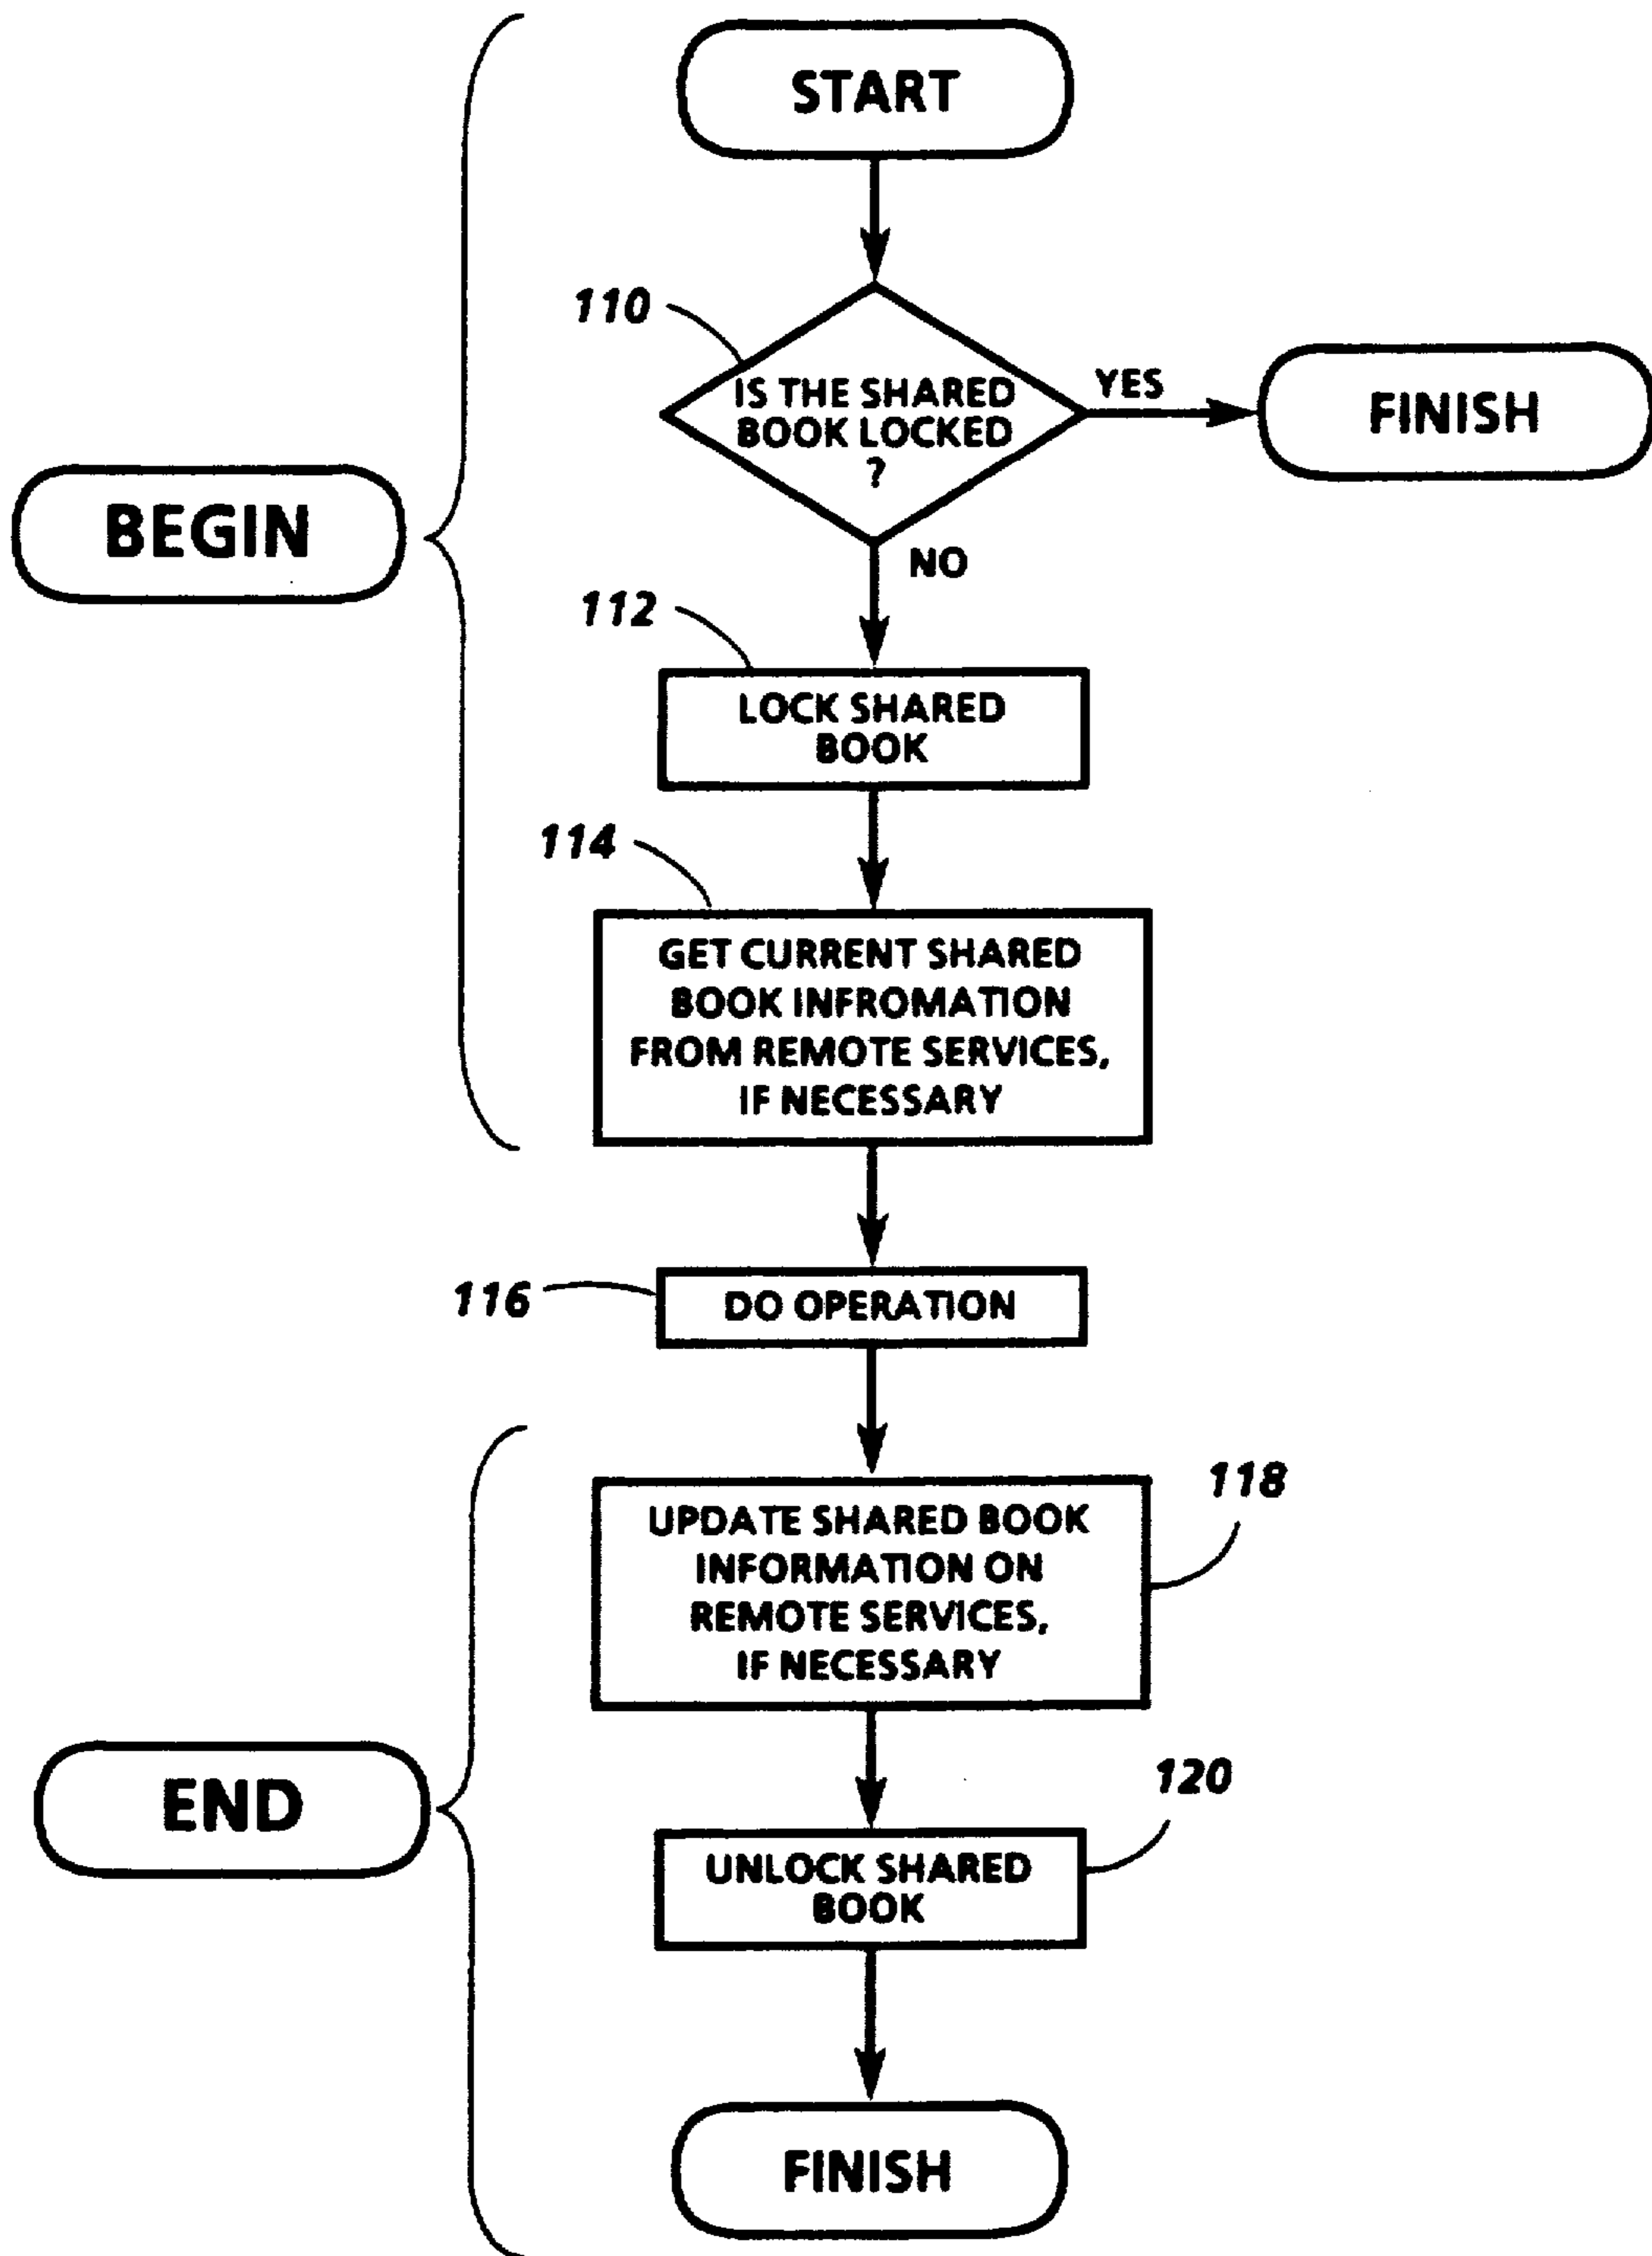 START
110
IS THE SHARED
BOOK LOCKED
?
YES
FINISH
BEGIN
NO
112
LOCK SHARED
BOOK
114
GET CURRENT SHARED
BOOK INFROMATION
FROM REMOTE SERVICES,
IF NECESSARY
116
DO OPERATION
118
UPDATE SHARED BOOK
INFORMATION ON
REMOTE SERVICES,
IF NECESSARY
END
120
UNLOCK SHARED
BOOK
FINISH